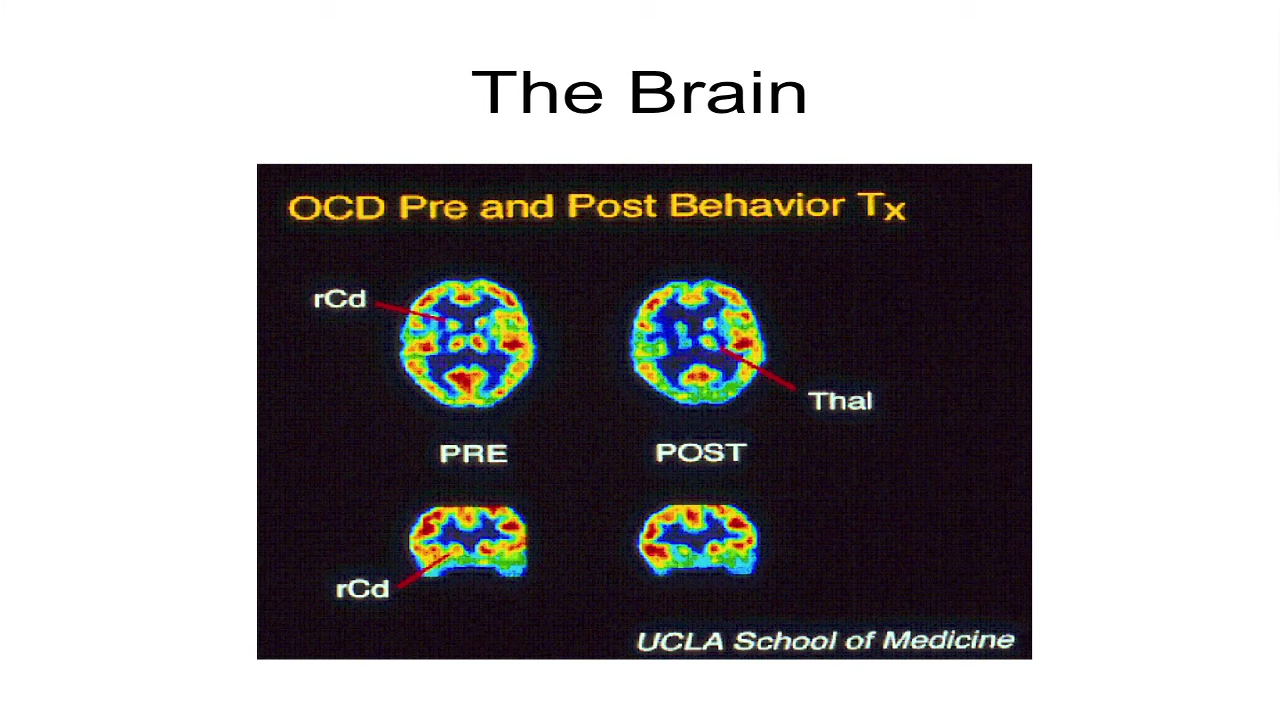 The Brain
OCD Pre and Post Behavior Tx
rCd
Thal
PRE
POST
rCd
UCLA School of Medicine